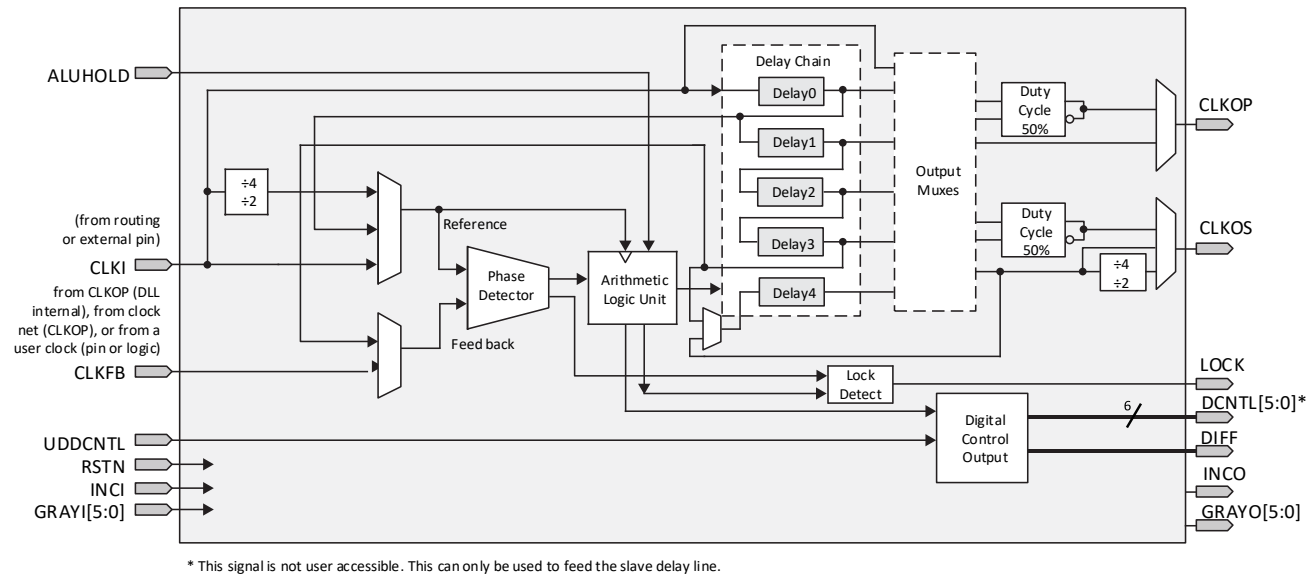 ALUHOLD
Delay Chain
Delay0
Delay1
Delay2
Delay3
Delay4
Output
Muxes
Duty
Cycle
50%
CLKOP
Duty
Cycle
50%
CLKOS
÷4
÷2
÷4
÷2
(from routing
or external pin)
CLKI
from CLKOP (DLL
internal), from clock
net (CLKOP), or from a
user clock (pin or logic)
CLKFB
Reference
Phase
Detector
Feed back
Arithmetic
Logic Unit
Lock
Detect
LOCK
6
DCNTL[5:0]*
Digital
Control
Output
DIFF
UDDCNTL
RSTN
INCI
GRAYI[5:0]
INCO
GRAYO[5:0]
* This signal is not user accessible. This can only be used to feed the slave delay line.